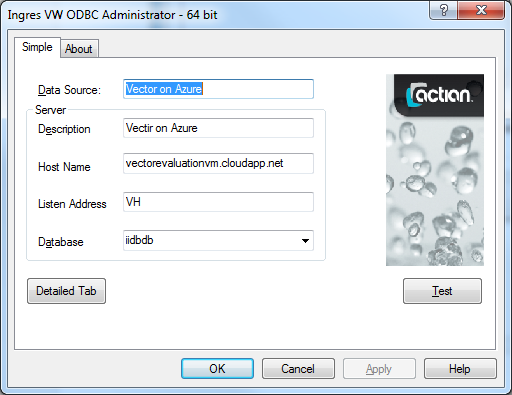 Ingres VW ODBC Administrator - 64 bit
Simple
About
Data Source: Vector on Azure
Server
Description Vectir on Azure
Host Name vectorevaluationvm.cloudapp.net
Listen Address VH
Database iidbdb
Actian
Detailed Tab
Test
OK
Cancel
Apply
Help